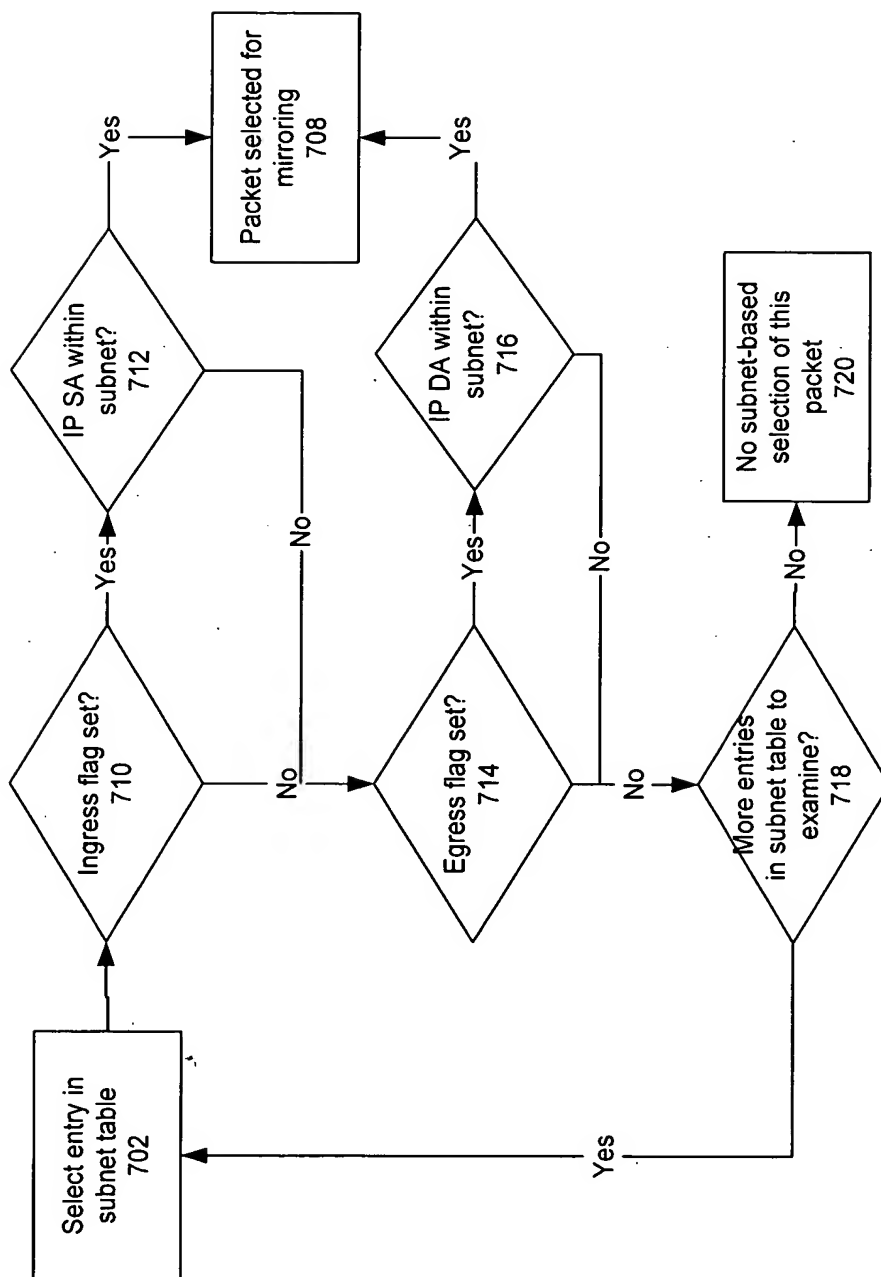 Select entry in
subnet table
702
Ingress flag set?
710
Yes
IP SA within
subnet?
712
Yes
Packet selected for
mirroring
708
No
No
Egress flag set?
714
Yes
IP DA within
subnet?
716
Yes
No
No
More entries
in subnet table to
examine?
718
No
No subnet-based
selection of this
packet
720
Yes